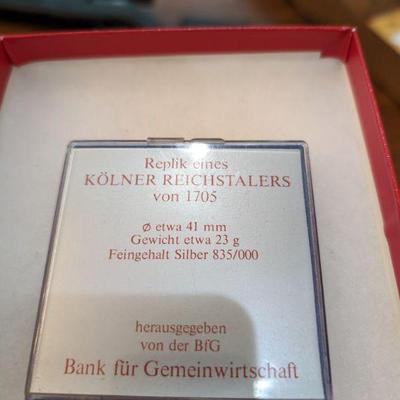 Replik eines
KÖLNER REICHSTALERS
von 1705
ø etwa 41 mm
Gewicht etwa 23 g
Feingehalt Silber 835/000
herausgegeben
von der BfG
Bank für Gemeinwirtschaft